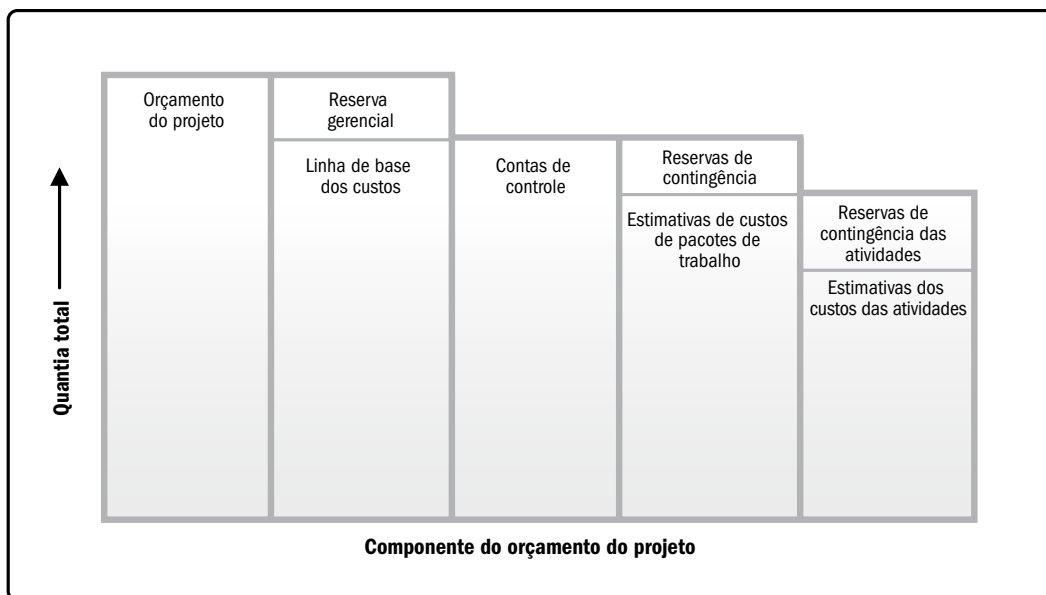 Orçamento
do projeto
Reserva
gerencial
Linha de base
dos custos
Contas de
controle
Reservas de
contingência
Estimativas de custos
de pacotes de
trabalho
Reservas de
contingência das
atividades
Estimativas dos
custos das atividades
Quantia total
Componente do orçamento do projeto